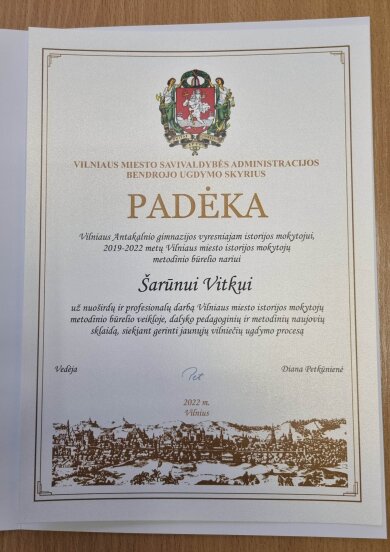 VILNIAUS MIESTO SAVIVALDYBĖS ADMINISTRACIJOS
BENDROJO UGDYMO SKYRIUS
PADĖKA
Vilniaus Antakalnio gimnazijos vyresniajam istorijos mokytojui,
2019-2022 metų Vilniaus miesto istorijos mokytojų
metodinio būrelio nariui
Šarūnui Vitkui
už nuoširdų ir profesionalų darbą Vilniaus miesto istorijos mokytojų
metodinio būrelio veikloje, dalyko pedagoginių ir metodinių naujovių
sklaidą, siekiant gerinti jaunųjų vilniečių ugdymo procesą
Vedėja Diana Petkūnienė
2022 m.
Vilnius